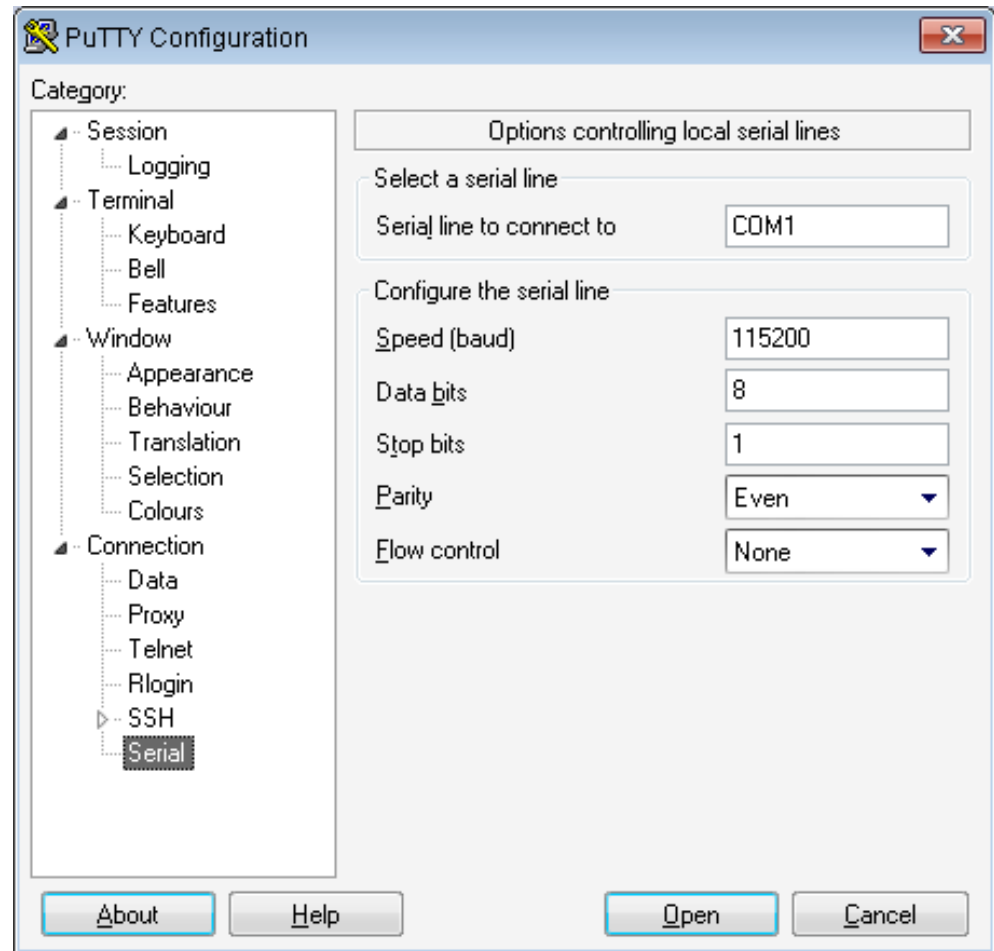 PuTTY Configuration
Category:
Session
Logging
Terminal
Keyboard
Bell
Features
Window
Appearance
Behaviour
Translation
Selection
Colours
Connection
Data
Proxy
Telnet
Rlogin
SSH
Serial
Options controlling local serial lines
Select a serial line
Serial line to connect to COM1
Configure the serial line
Speed (baud) 115200
Data bits 8
Stop bits 1
Parity Even
Flow control None
About Help Open Cancel